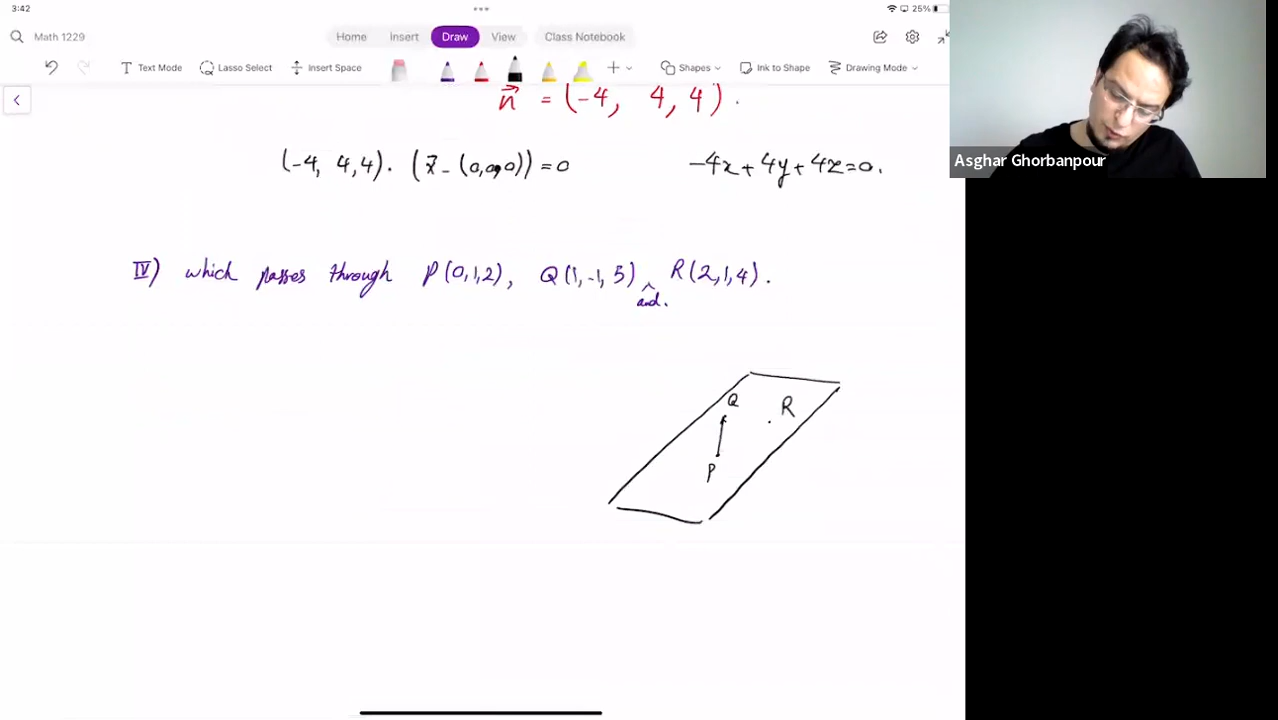 3:42
25%
Math 1229
Home Insert Draw View Class Notebook
Text Mode Lasso Select Insert Space Shapes Ink to Shape Drawing Mode
n⃗ = (-4, 4, 4).
(-4, 4, 4). (x⃗ - (0,0,0)) = 0 -4x + 4y + 4z = 0.
IV) which passes through P(0,1,2), Q(1,-1,5) and. R(2,1,4).
Q
R
P
Asghar Ghorbanpour